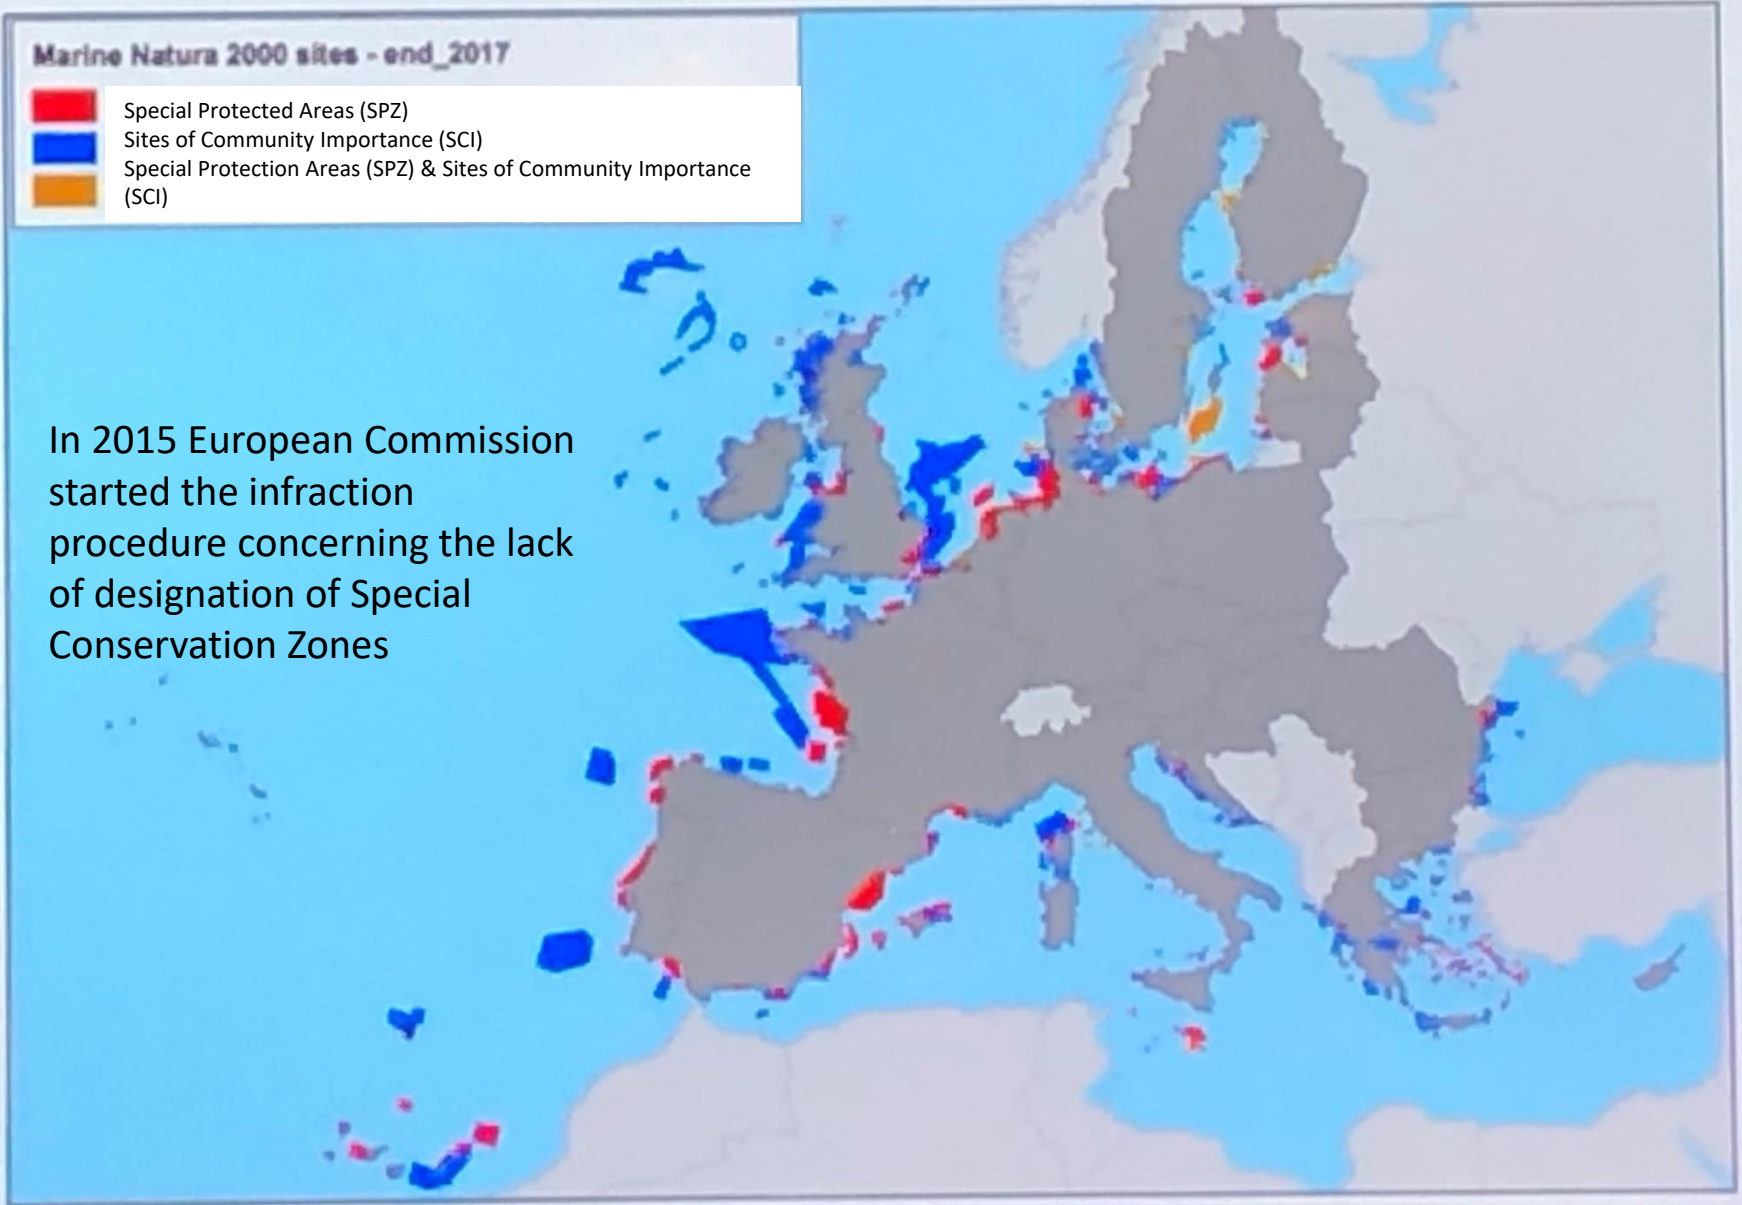 Marine Natura 2000 sites - end_2017
Special Protected Areas (SPZ)
Sites of Community Importance (SCI)
Special Protection Areas (SPZ) & Sites of Community Importance
(SCI)
In 2015 European Commission
started the infraction
procedure concerning the lack
of designation of Special
Conservation Zones